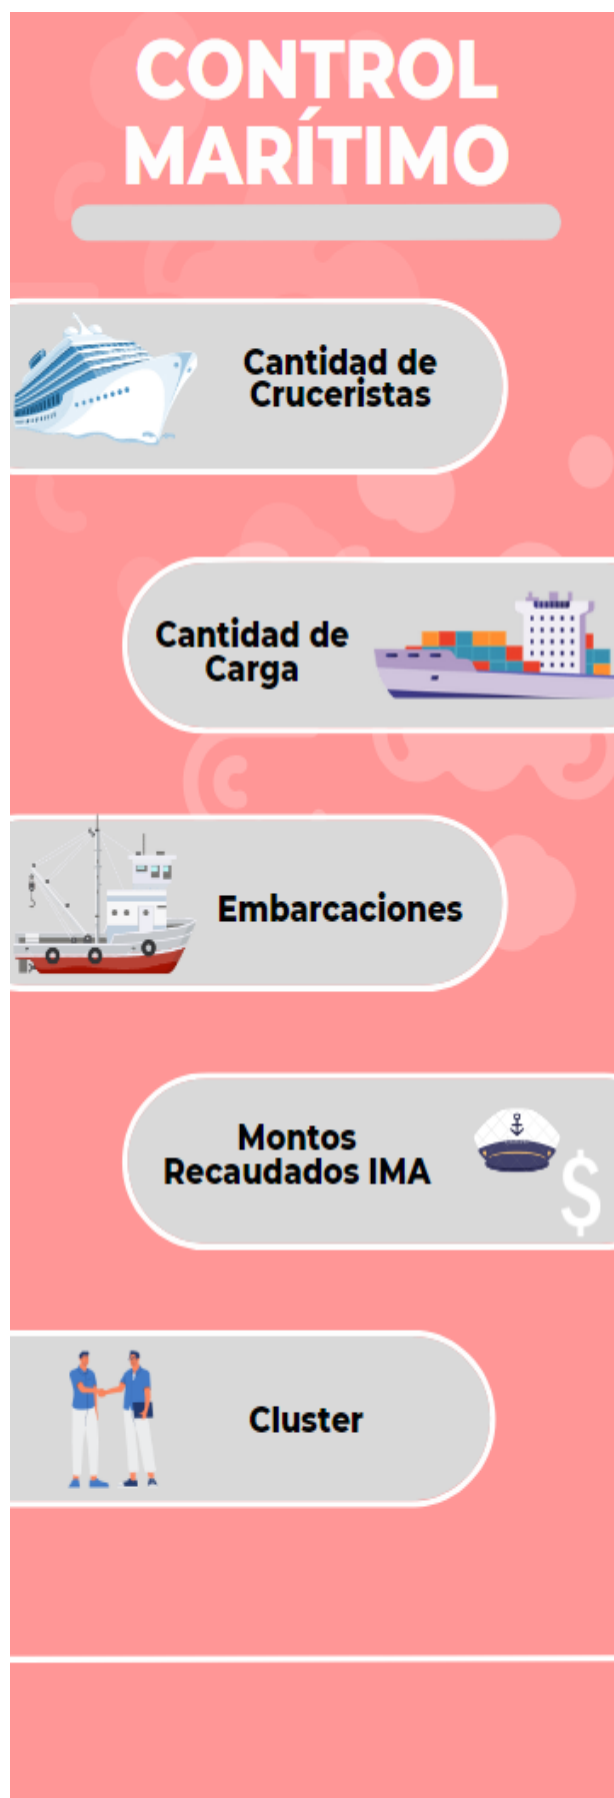 CONTROL
MARÍTIMO
Cantidad de
Cruceristas
Cantidad de
Carga
Embarcaciones
Montos
Recaudados IMA
$
Cluster